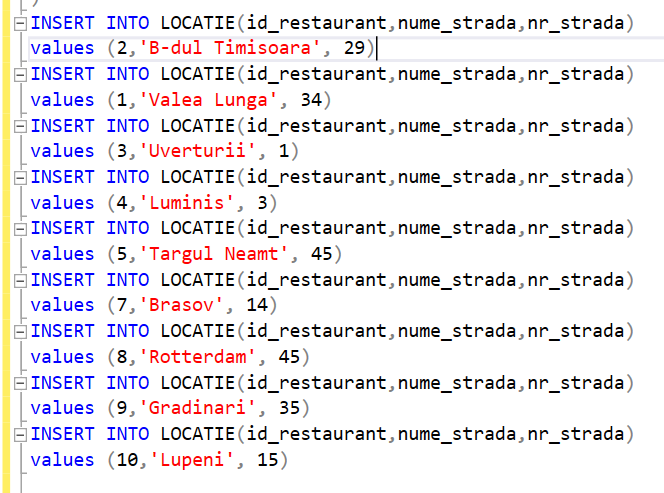 )
INSERT INTO LOCATIE(id_restaurant,nume_strada,nr_strada)
values (2,'B-dul Timisoara', 29)
INSERT INTO LOCATIE(id_restaurant,nume_strada,nr_strada)
values (1,'Valea Lunga', 34)
INSERT INTO LOCATIE(id_restaurant,nume_strada,nr_strada)
values (3,'Uverturii', 1)
INSERT INTO LOCATIE(id_restaurant,nume_strada,nr_strada)
values (4,'Luminis', 3)
INSERT INTO LOCATIE(id_restaurant,nume_strada,nr_strada)
values (5,'Targul Neamt', 45)
INSERT INTO LOCATIE(id_restaurant,nume_strada,nr_strada)
values (7,'Brasov', 14)
INSERT INTO LOCATIE(id_restaurant,nume_strada,nr_strada)
values (8,'Rotterdam', 45)
INSERT INTO LOCATIE(id_restaurant,nume_strada,nr_strada)
values (9,'Gradinari', 35)
INSERT INTO LOCATIE(id_restaurant,nume_strada,nr_strada)
values (10,'Lupeni', 15)